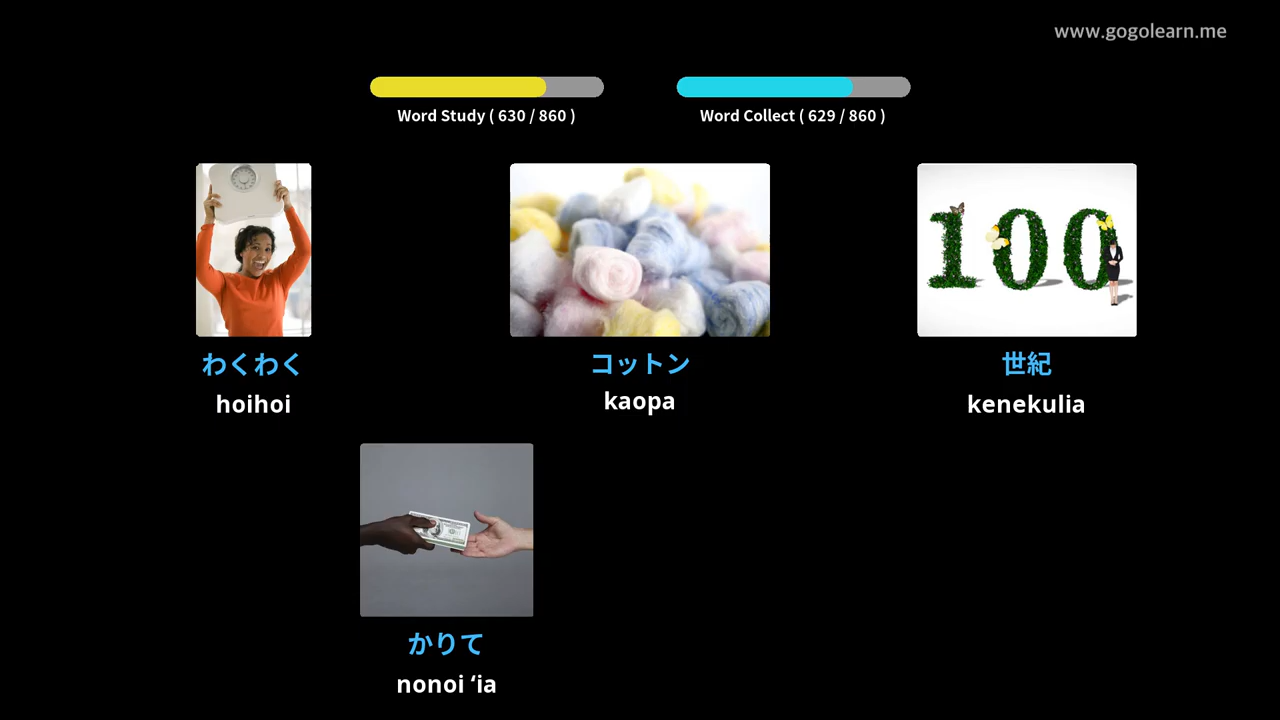 www.gogolearn.me
Word Study ( 630 / 860 )
Word Collect ( 629 / 860 )
わくわく
hoihoi
コットン
kaopa
世紀
kenekulia
100
かりて
nonoi ‘ia